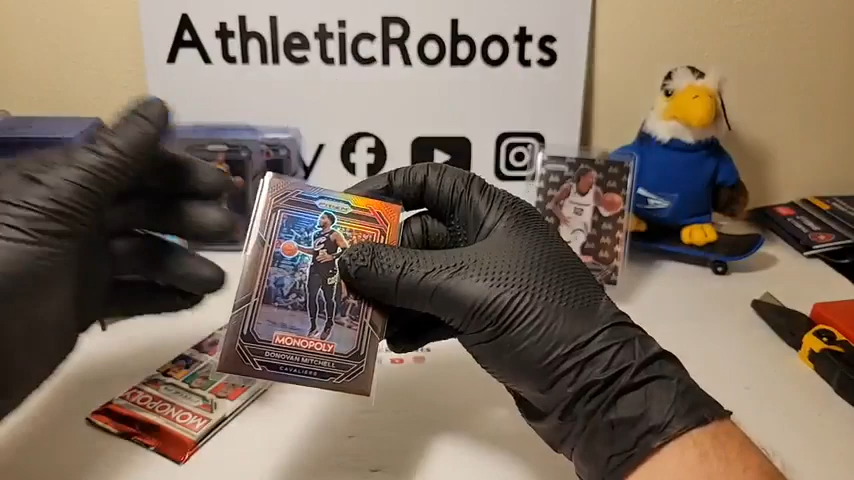 AthleticRobots
PRIZM
MONOPOLY
DONOVAN MITCHELL
CAVALIERS
MONOPOLY